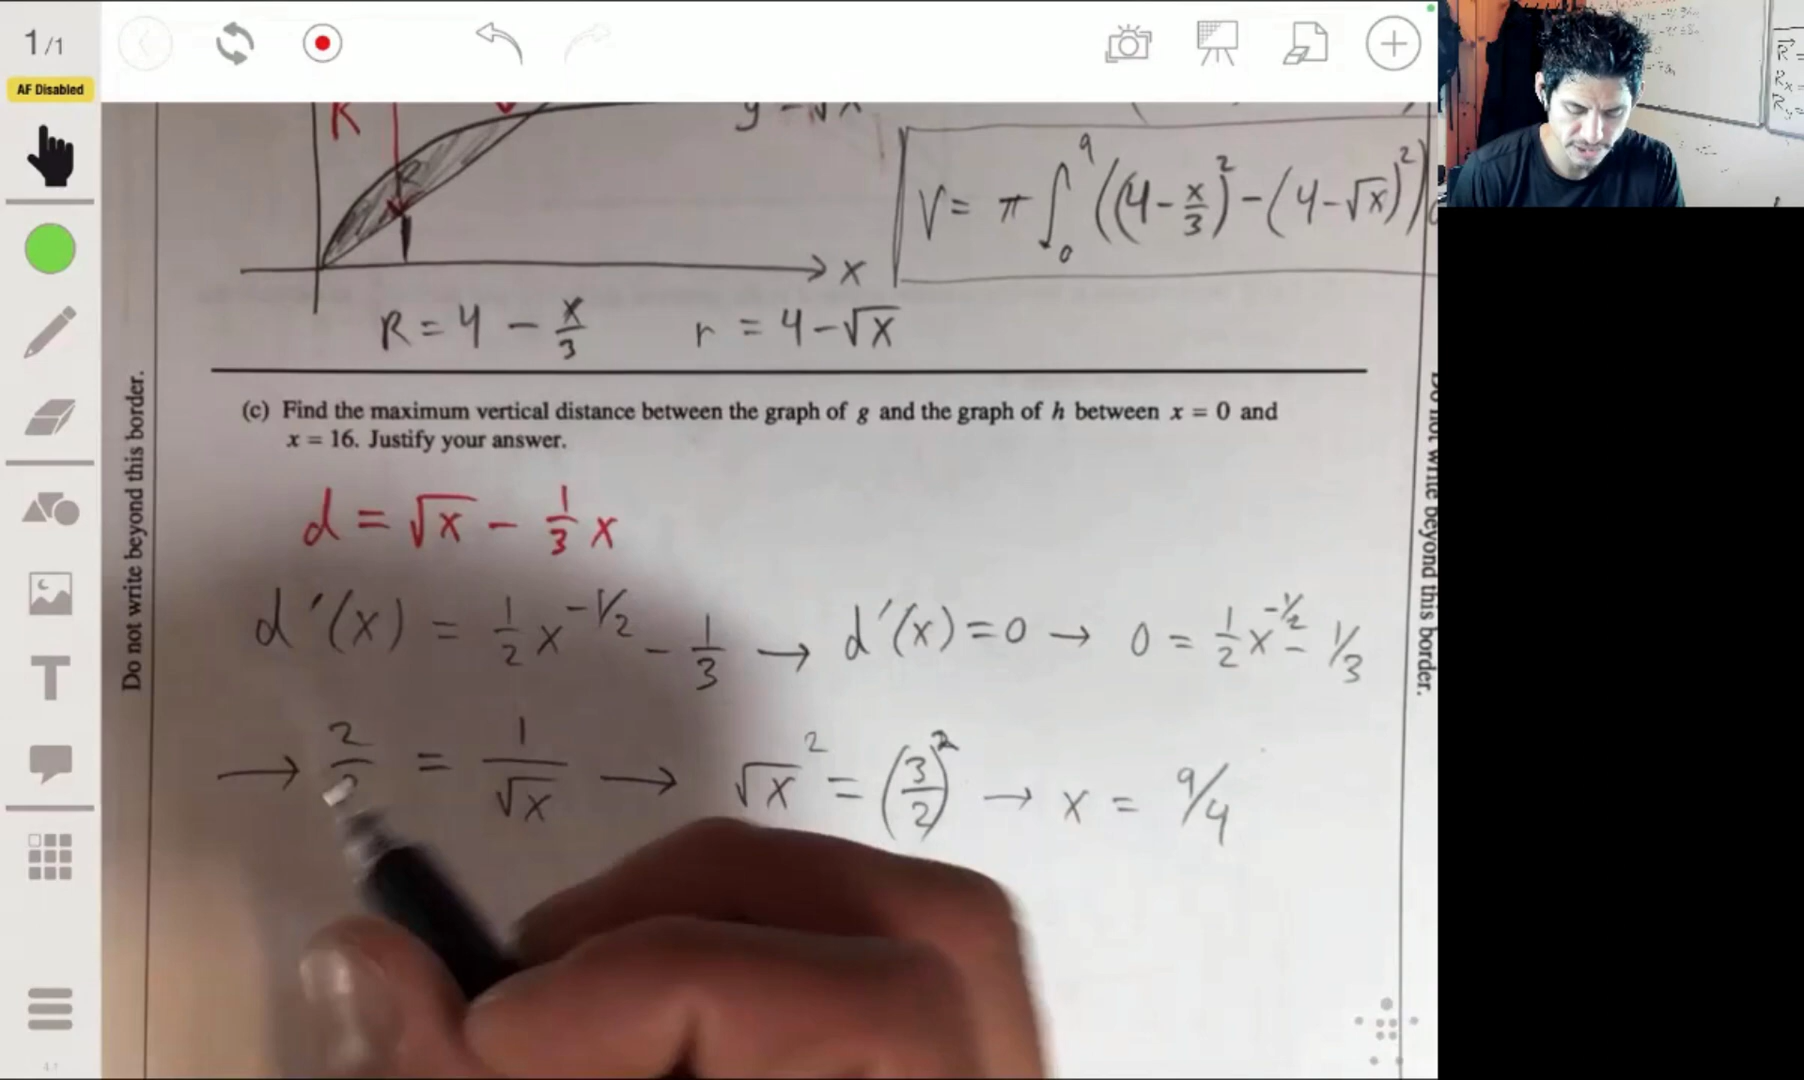 1/1
AF Disabled
R
y = √x
V = π ∫₀⁹ ((4 - x/3)² - (4 - √x)²)
x
R = 4 - x/3 r = 4 - √x
Do not write beyond this border.
(c) Find the maximum vertical distance between the graph of g and the graph of h between x = 0 and
x = 16. Justify your answer.
Do not write beyond this border.
d = √x - 1/3 x
d'(x) = 1/2 x^-1/2 - 1/3 → d'(x) = 0 → 0 = 1/2 x^-1/2 - 1/3
→ 2/ = 1/√x → √x² = (3/2)² → x = 9/4
T